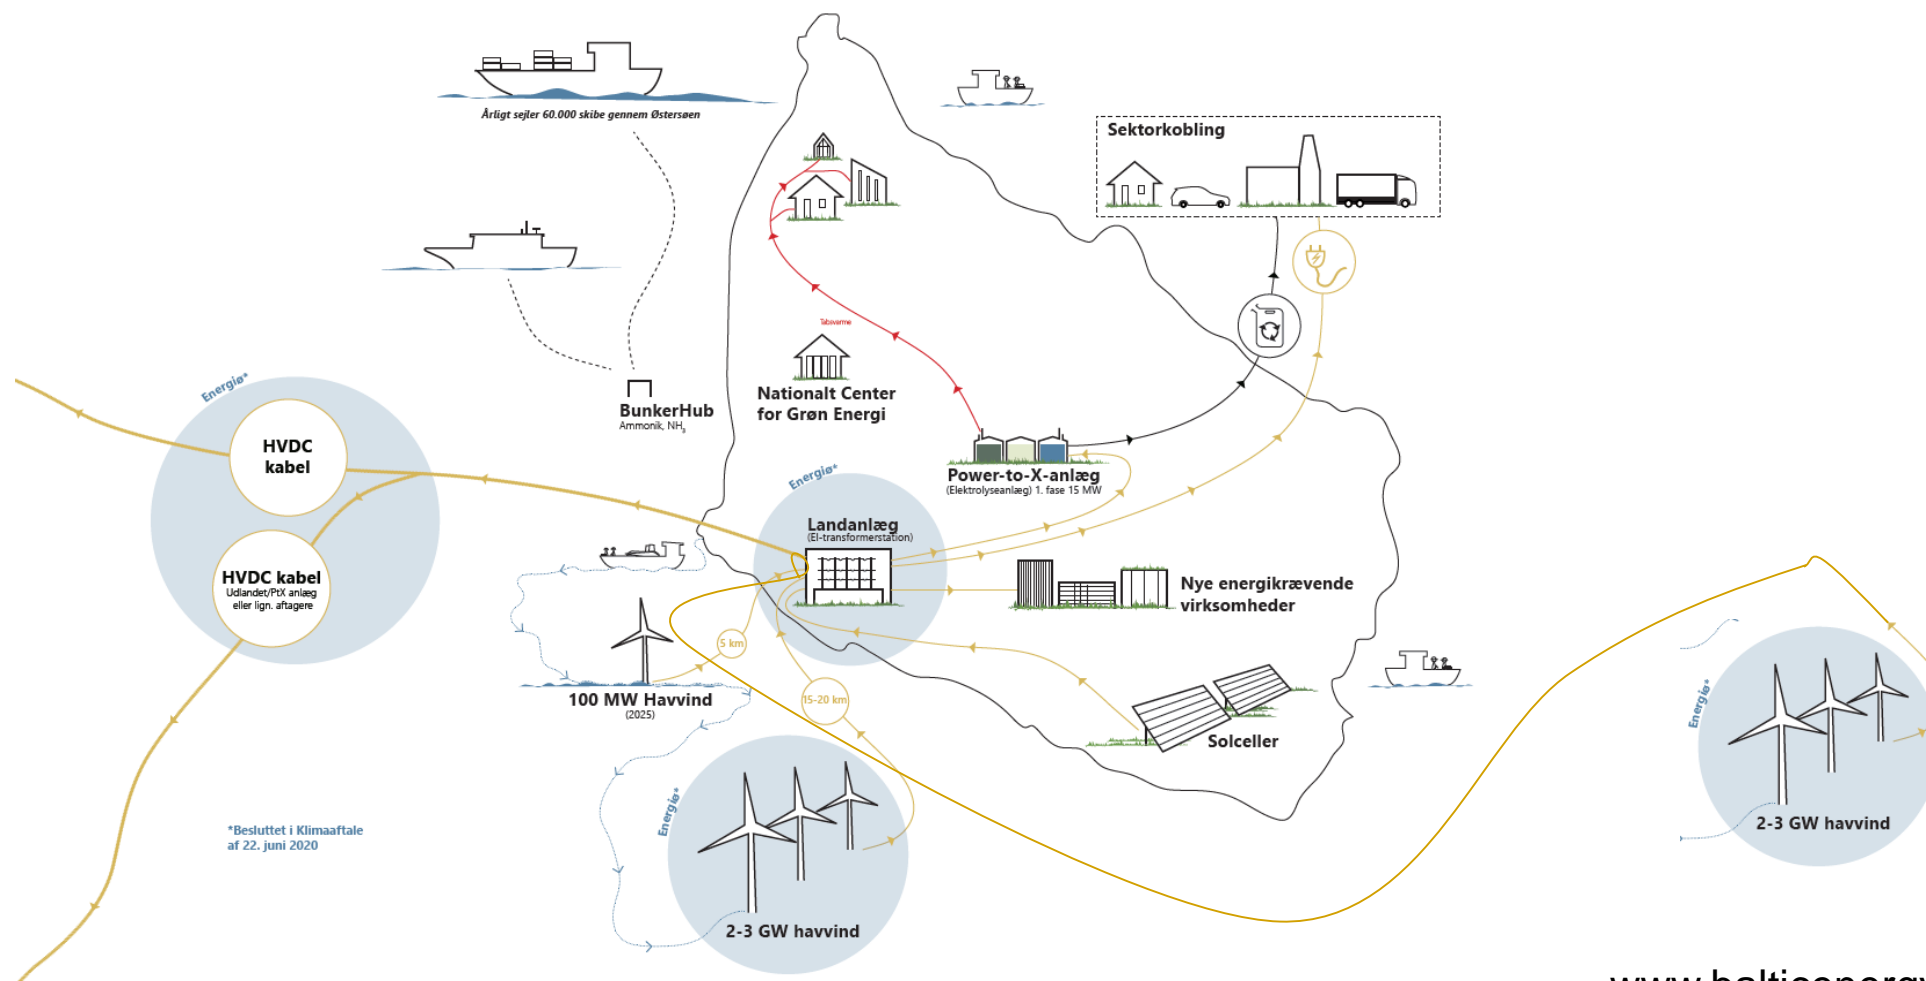 Årligt sejler 60.000 skibe gennem Østersøen
Sektorkobling
Tabsvarme
Nationalt Center
for Grøn Energi
BunkerHub
Ammonik, NH3
Energiø*
HVDC
kabel
HVDC kabel
Udlandet/PtX anlæg
eller lign. aftagere
Power-to-X-anlæg
(Elektrolyseanlæg) 1. fase 15 MW
Energiø*
Landanlæg
(El-transformerstation)
Nye energikrævende
virksomheder
5 km
100 MW Havvind
(2025)
15-20 km
Solceller
Energiø*
2-3 GW havvind
Energiø*
2-3 GW havvind
*Besluttet i Klimaaftale
af 22. juni 2020